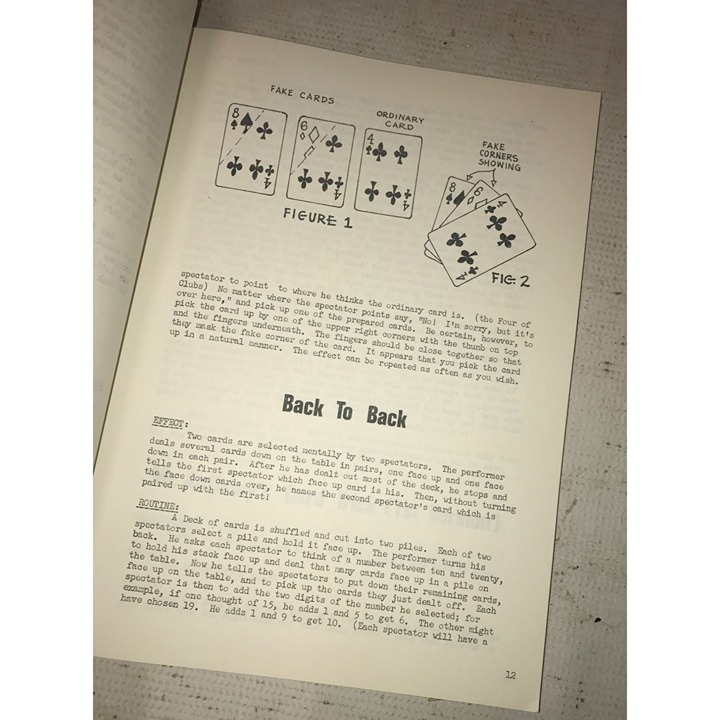 FAKE CARDS
ORDINARY
CARD
8
6
4
4
4
4
FIGURE 1
FAKE
CORNERS
SHOWING
8
6
4
4
FIG. 2
spectator to point to where he thinks the ordinary card is. (the Four of
Clubs) No matter where the spectator points say, "No! I'm sorry, but it's
over here," and pick up one of the prepared cards. Be certain, however, to
pick the card up by one of the upper right corners with the thumb on top
and the fingers underneath. The fingers should be close together so that
they mask the fake corner of the card. It appears that you pick the card
up in a natural manner. The effect can be repeated as often as you wish.
Back To Back
EFFECT:
Two cards are selected mentally by two spectators. The performer
deals several cards down on the table in pairs, one face up and one face
down in each pair. After he has dealt out most of the deck, he stops and
tells the first spectator which face up card is his. Then, without turning
the face down cards over, he names the second spectator's card which is
paired up with the first!
ROUTINE:
A Deck of cards is shuffled and cut into two piles. Each of two
spectators select a pile and hold it face up. The performer turns his
back. He asks each spectator to think of a number between ten and twenty,
to hold his stack face up and deal that many cards face up in a pile on
the table. Now he tells the spectators to put down their remaining cards,
face up on the table, and to pick up the cards they just dealt off. Each
spectator is then to add the two digits of the number he selected; for
example, if one thought of 15, he adds 1 and 5 to get 6. The other might
have chosen 19. He adds 1 and 9 to get 10. (Each spectator will have a
12